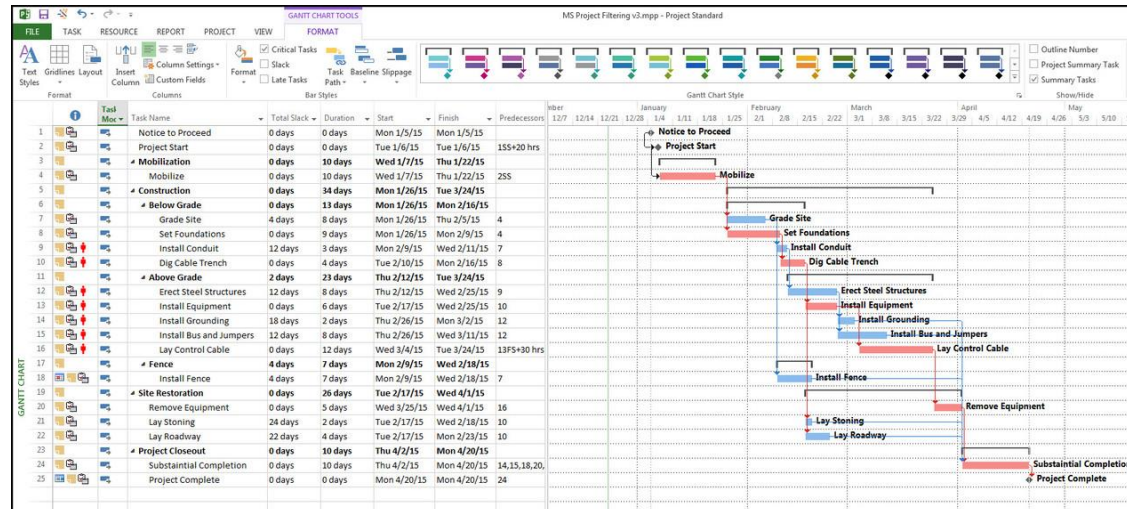 GANTT CHART TOOLS
MS Project Filtering v3.mpp - Project Standard
FILE TASK RESOURCE REPORT PROJECT VIEW FORMAT
Text Styles Gridlines Layout Insert Column Column Settings Custom Fields Format Critical Tasks Slack Late Tasks Task Path Baseline Slippage Outline Number Project Summary Task Summary Tasks
Format Columns Bar Styles Gantt Chart Style Show/Hide
Task Name Total Slack Duration Start Finish Predecessors
mber January February March April May
12/7 12/14 12/21 12/28 1/4 1/11 1/18 1/25 2/1 2/8 2/15 2/22 3/1 3/8 3/15 3/22 3/29 4/5 4/12 4/19 4/26 5/3 5/10
1 Notice to Proceed 0 days 0 days Mon 1/5/15 Mon 1/5/15 Notice to Proceed
2 Project Start 0 days 0 days Tue 1/6/15 Tue 1/6/15 1SS+20 hrs Project Start
3 Mobilization 0 days 10 days Wed 1/7/15 Thu 1/22/15
4 Mobilize 0 days 10 days Wed 1/7/15 Thu 1/22/15 2SS Mobilize
5 Construction 0 days 34 days Mon 1/26/15 Tue 3/24/15
6 Below Grade 0 days 13 days Mon 1/26/15 Mon 2/16/15
7 Grade Site 4 days 8 days Mon 1/26/15 Thu 2/5/15 4 Grade Site
8 Set Foundations 0 days 9 days Mon 1/26/15 Mon 2/9/15 4 Set Foundations
9 Install Conduit 12 days 3 days Mon 2/9/15 Wed 2/11/15 7 Install Conduit
10 Dig Cable Trench 0 days 4 days Tue 2/10/15 Mon 2/16/15 8 Dig Cable Trench
11 Above Grade 2 days 23 days Thu 2/12/15 Tue 3/24/15
12 Erect Steel Structures 12 days 8 days Thu 2/12/15 Wed 2/25/15 9 Erect Steel Structures
13 Install Equipment 0 days 6 days Tue 2/17/15 Wed 2/25/15 10 Install Equipment
14 Install Grounding 18 days 2 days Thu 2/26/15 Mon 3/2/15 12 Install Grounding
15 Install Bus and Jumpers 12 days 8 days Thu 2/26/15 Wed 3/11/15 12 Install Bus and Jumpers
16 Lay Control Cable 0 days 12 days Wed 3/4/15 Tue 3/24/15 13FS+30 hrs Lay Control Cable
17 Fence 4 days 7 days Mon 2/9/15 Wed 2/18/15
18 Install Fence 4 days 7 days Mon 2/9/15 Wed 2/18/15 7 Install Fence
19 Site Restoration 0 days 26 days Tue 2/17/15 Wed 4/1/15
20 Remove Equipment 0 days 5 days Wed 3/25/15 Wed 4/1/15 16 Remove Equipment
21 Lay Stoning 24 days 2 days Tue 2/17/15 Wed 2/18/15 10 Lay Stoning
22 Lay Roadway 22 days 4 days Tue 2/17/15 Mon 2/23/15 10 Lay Roadway
23 Project Closeout 0 days 10 days Thu 4/2/15 Mon 4/20/15
24 Substaintial Completion 0 days 10 days Thu 4/2/15 Mon 4/20/15 14,15,18,20, Substaintial Completio
25 Project Complete 0 days 0 days Mon 4/20/15 Mon 4/20/15 24 Project Complete
GANTT CHART